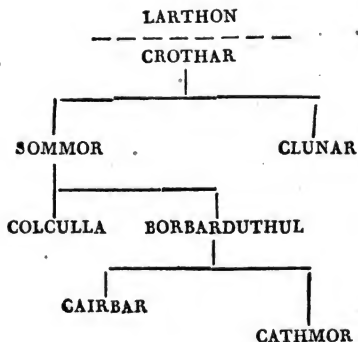 LARTHON
CROTHAR
SOMMOR CLUNAR
COLCULLA BORBARDUTHUL
CAIRBAR
CATHMOR